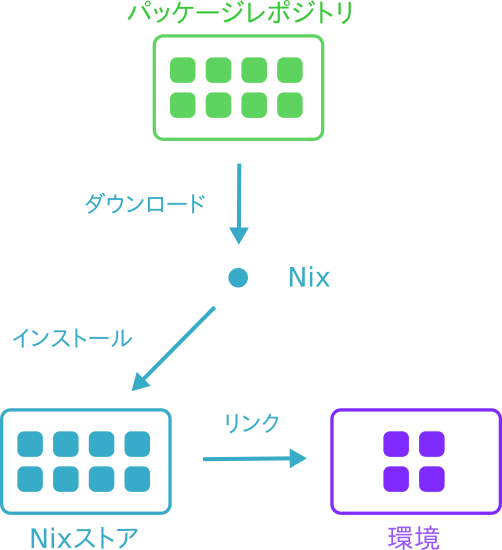 パッケージレポジトリ
ダウンロード
Nix
インストール
リンク
Nixストア
環境